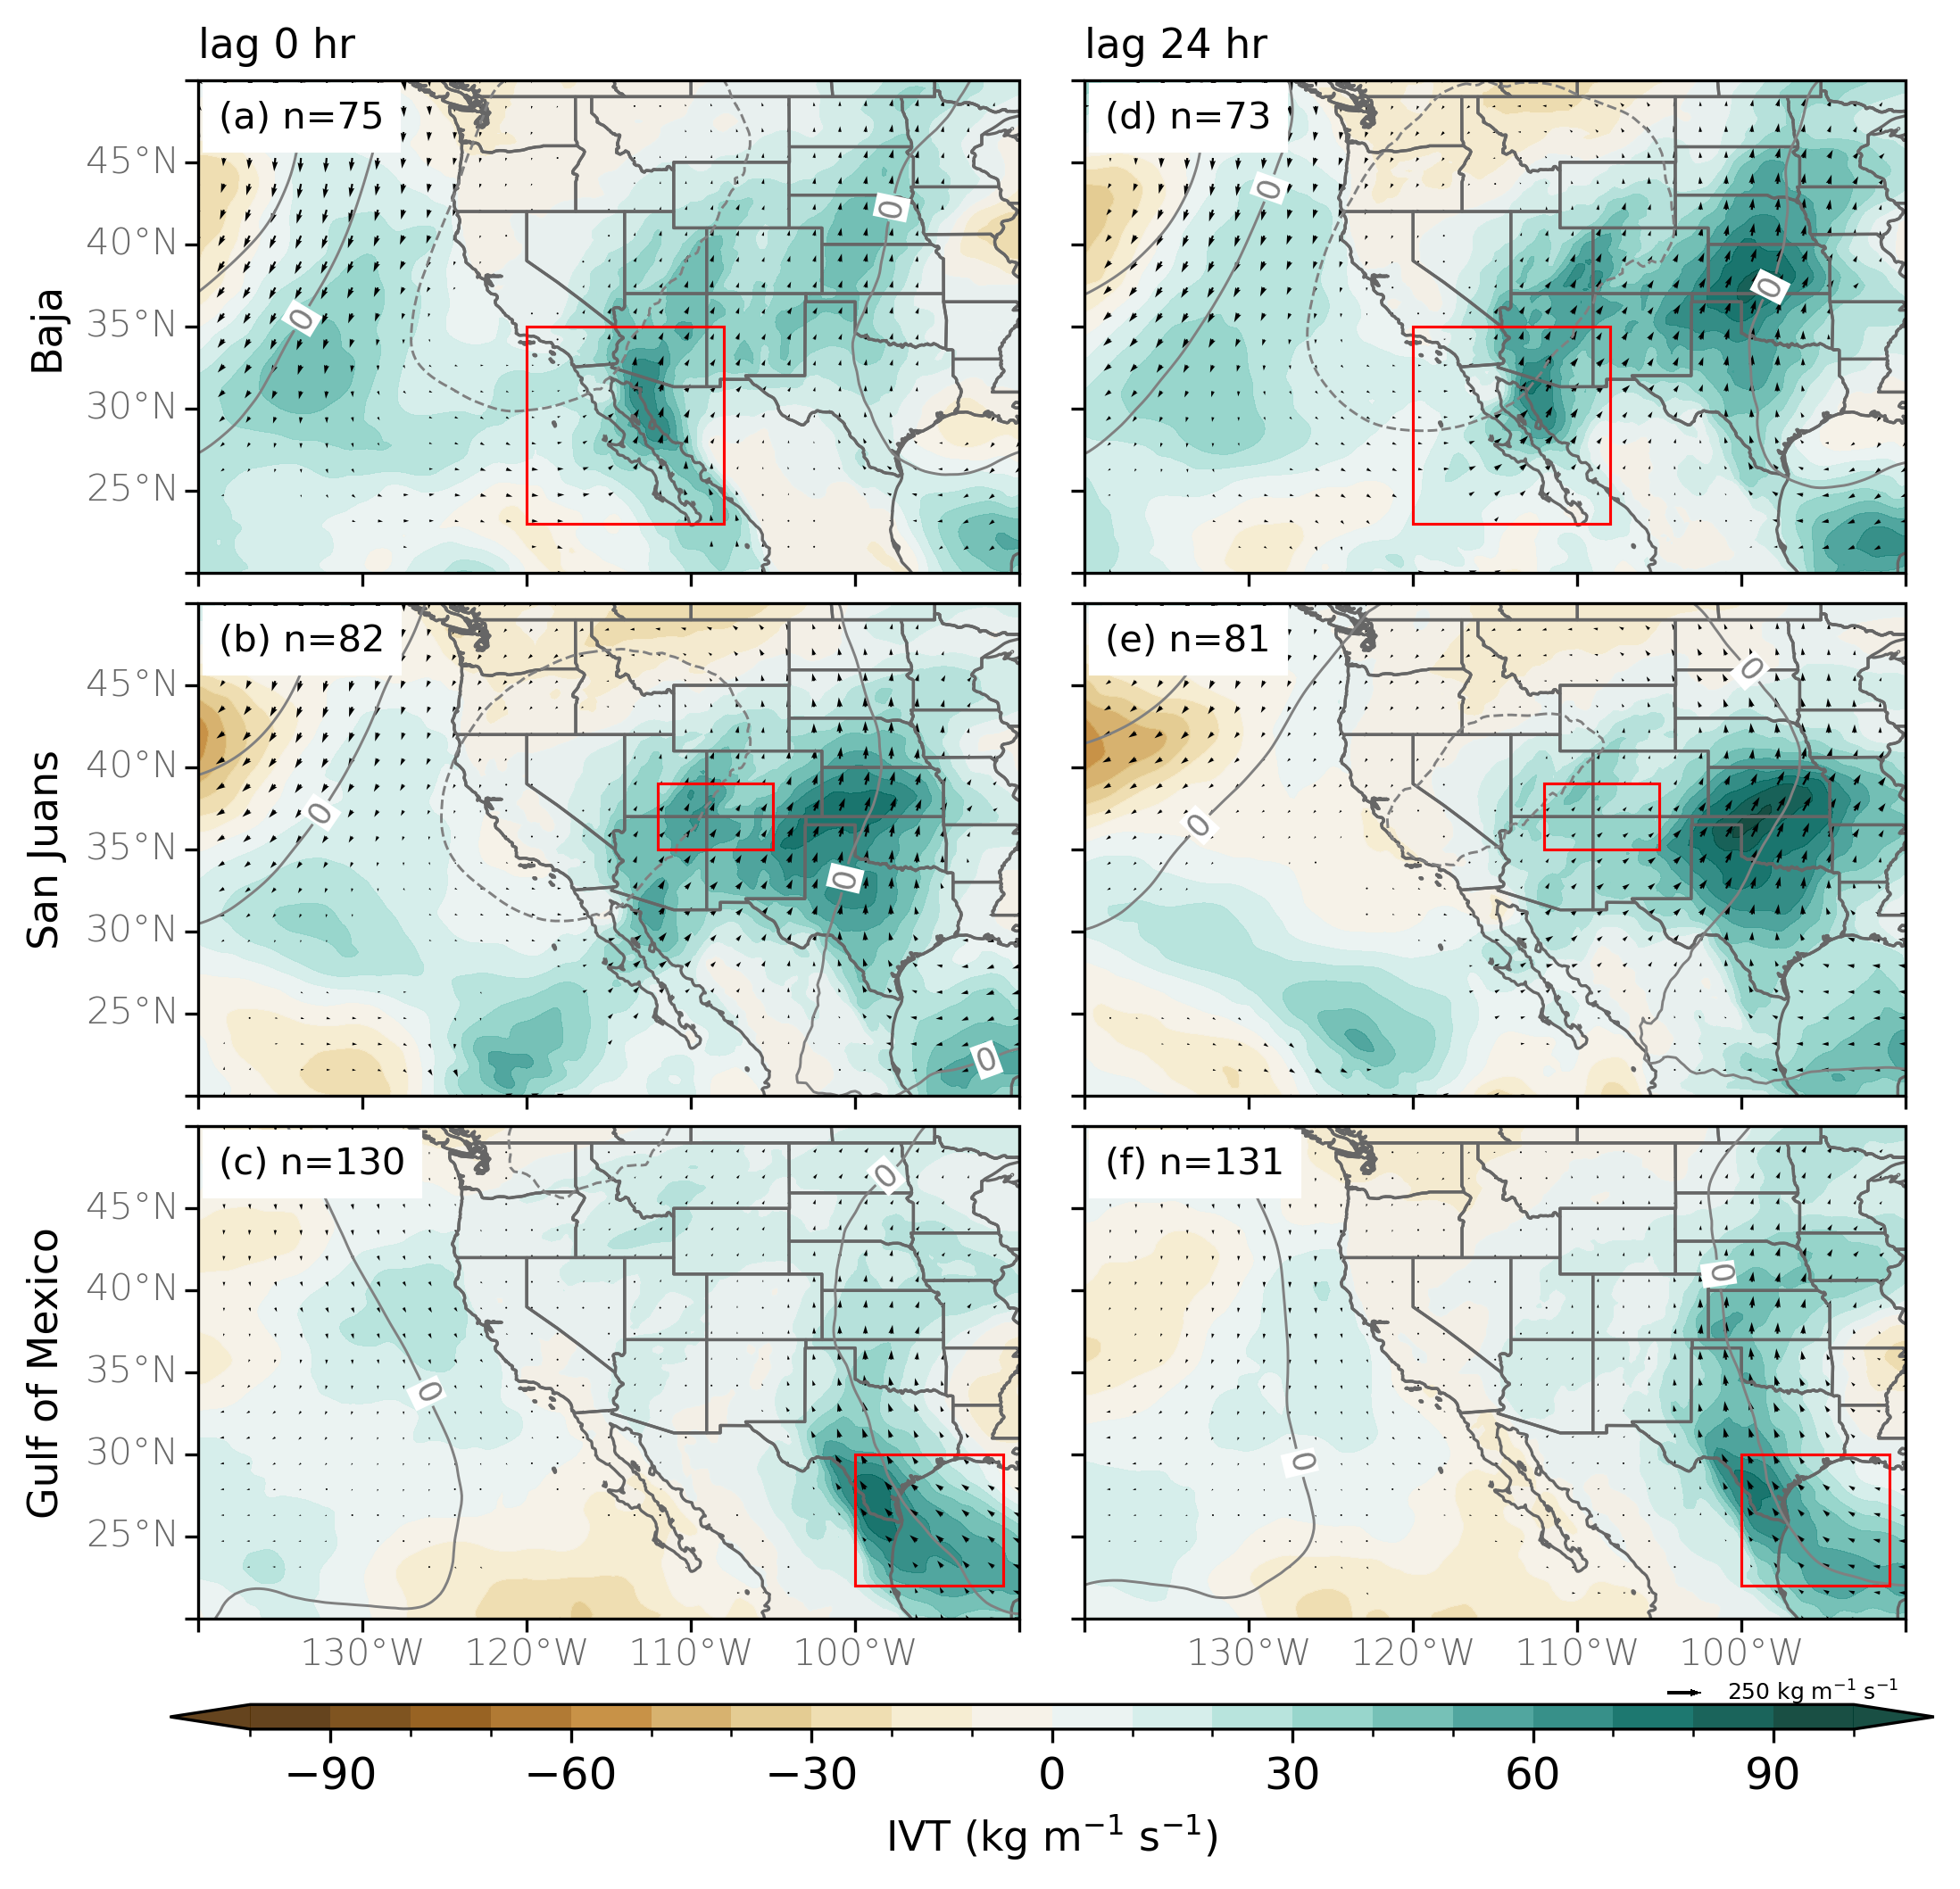 lag 0 hr
lag 24 hr
Baja
(a) n=75
(d) n=73
45°N
40°N
35°N
30°N
25°N
0
0
0
0
San Juans
(b) n=82
(e) n=81
45°N
40°N
35°N
30°N
25°N
0
0
0
0
0
Gulf of Mexico
(c) n=130
(f) n=131
45°N
40°N
35°N
30°N
25°N
0
0
0
0
130°W 120°W 110°W 100°W
130°W 120°W 110°W 100°W
250 kg m⁻¹ s⁻¹
−90 −60 −30 0 30 60 90
IVT (kg m⁻¹ s⁻¹)